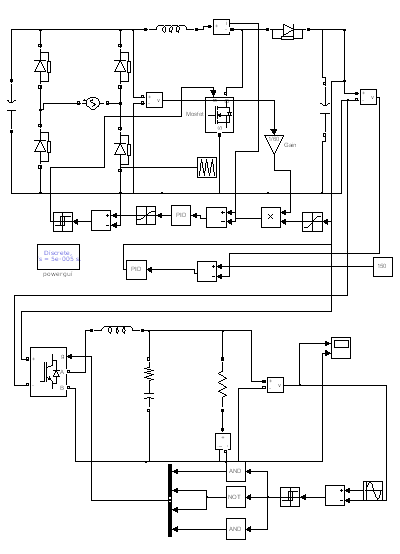 Mosfet
Gain
PID
PID
Discrete,
s = 5e-005 s.
powergui
150
AND
NOT
AND